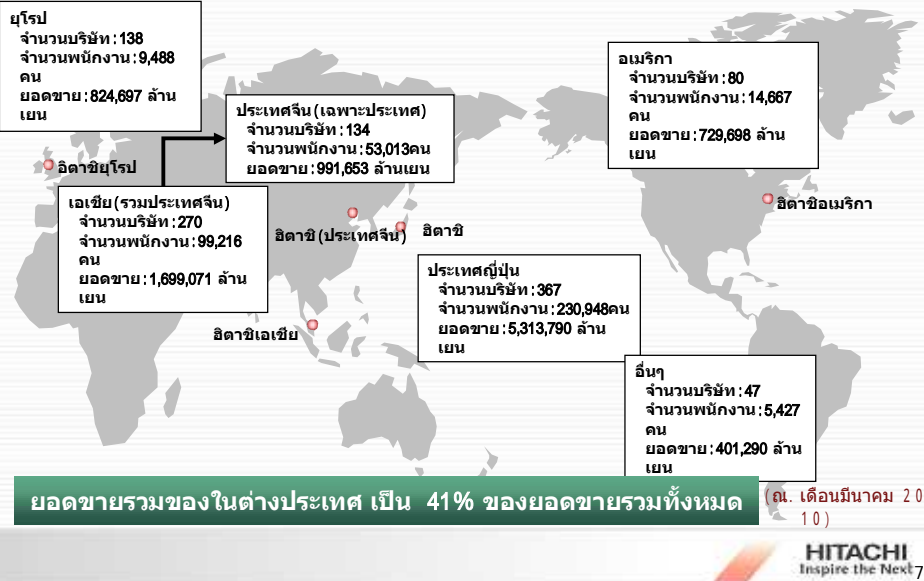 ยุโรป
จำนวนบริษัท:138
จำนวนพนักงาน:9,488
คน
ยอดขาย:824,697 ล้าน
เยน
อเมริกา
จำนวนบริษัท:80
จำนวนพนักงาน:14,667
คน
ยอดขาย:729,698 ล้าน
เยน
ประเทศจีน(เฉพาะประเทศ)
จำนวนบริษัท:134
จำนวนพนักงาน:53,013คน
ยอดขาย:991,653 ล้านเยน
อิตาชิยุโรป
เอเชีย(รวมประเทศจีน)
จำนวนบริษัท:270
จำนวนพนักงาน:99,216
คน
ยอดขาย:1,699,071 ล้าน
เยน
ฮิตาชิอเมริกา
ฮิตาชิ(ประเทศจีน)
ฮิตาชิ
ประเทศญี่ปุ่น
จำนวนบริษัท:367
จำนวนพนักงาน:230,948คน
ยอดขาย:5,313,790 ล้าน
เยน
ฮิตาชิเอเชีย
อื่นๆ
จำนวนบริษัท:47
จำนวนพนักงาน:5,427
คน
ยอดขาย:401,290 ล้าน
เยน
ยอดขายรวมของในต่างประเทศ เป็น 41% ของยอดขายรวมทั้งหมด
(ณ. เดือนมีนาคม 20
10)
HITACHI
Inspire the Next
7